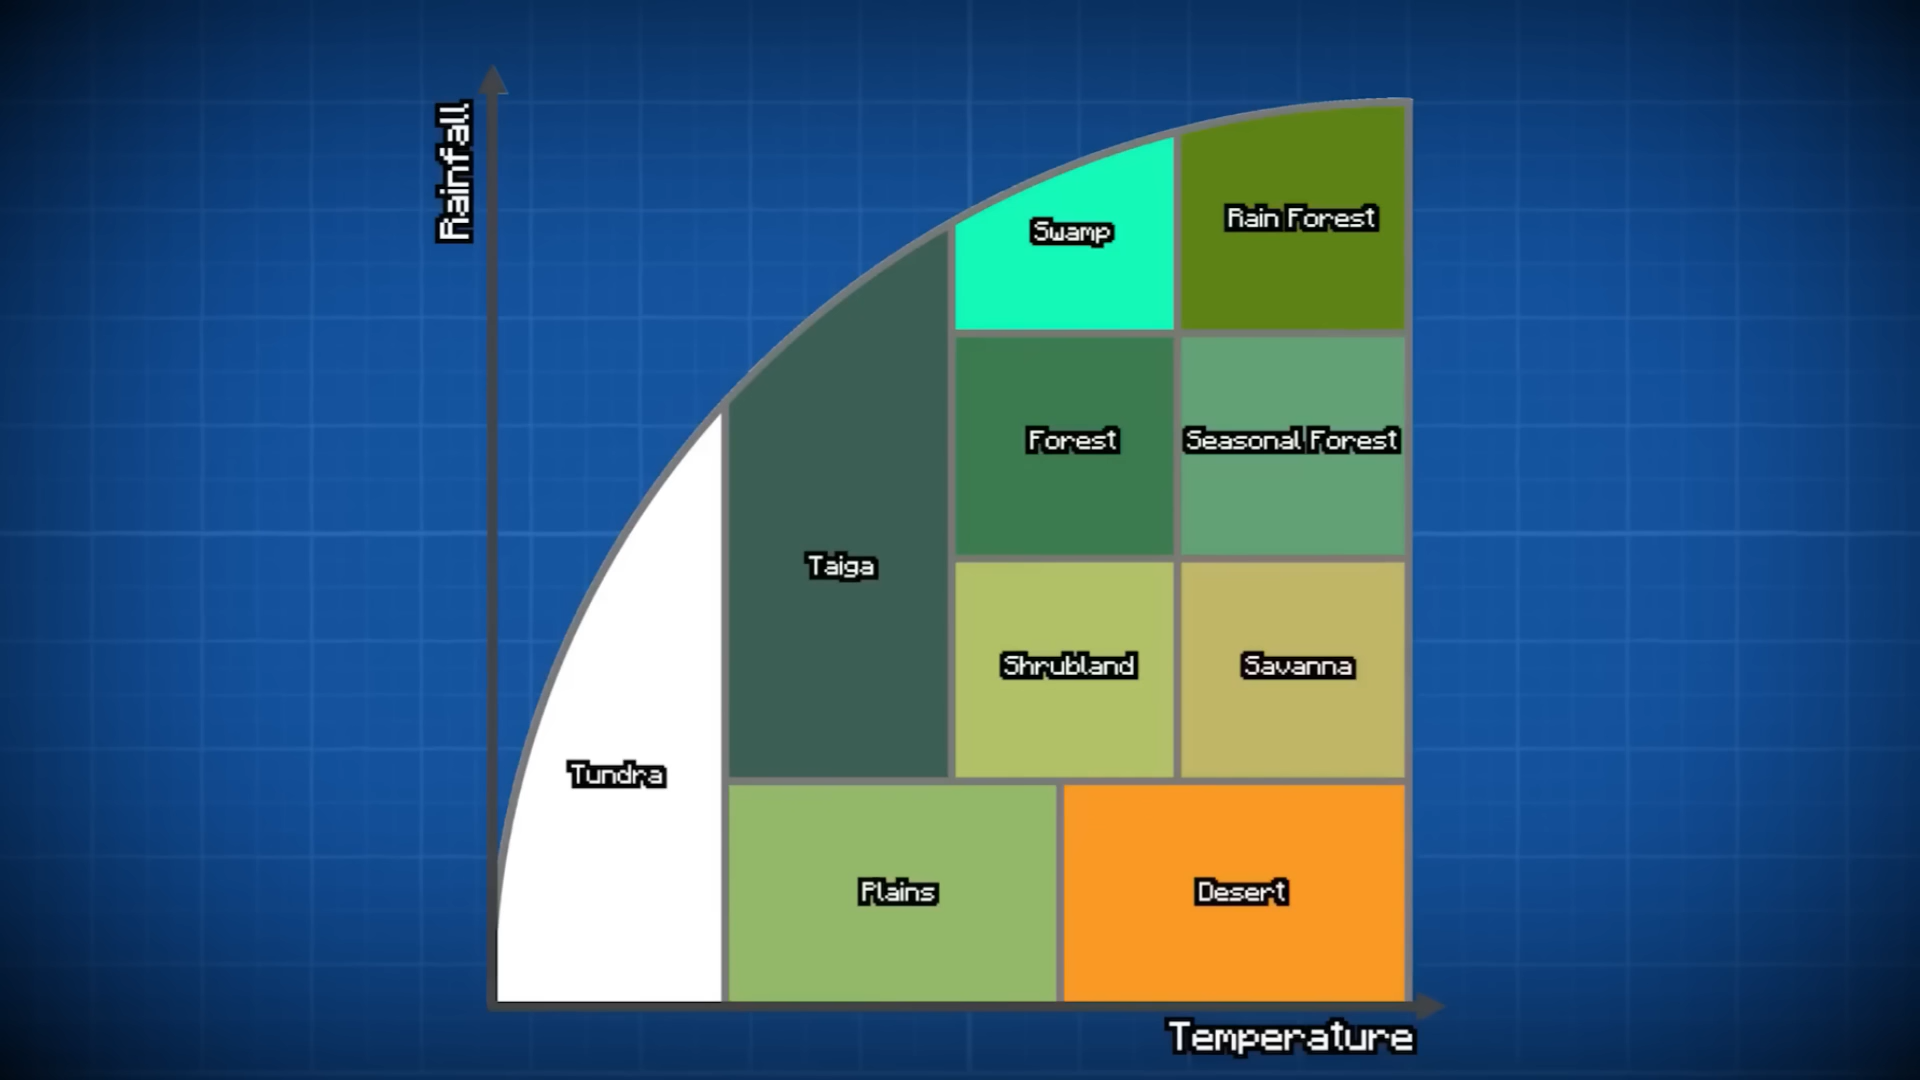 Rainfall
Swamp
Rain Forest
Forest
Seasonal Forest
Taiga
Shrubland
Savanna
Tundra
Plains
Desert
Temperature